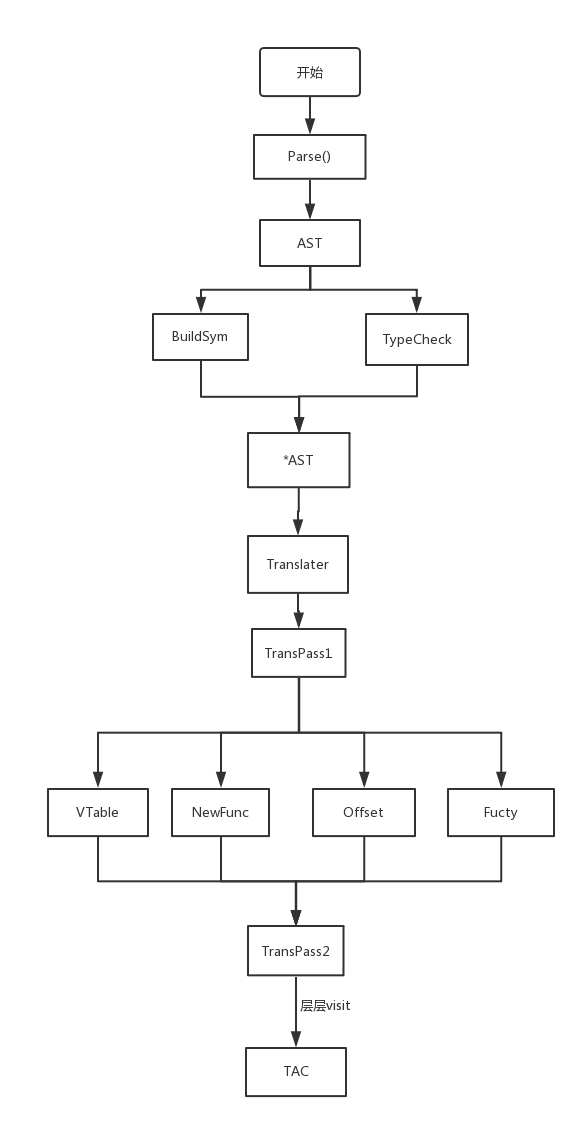 开始
Parse()
AST
BuildSym
TypeCheck
*AST
Translater
TransPass1
VTable
NewFunc
Offset
Fucty
TransPass2
层层visit
TAC